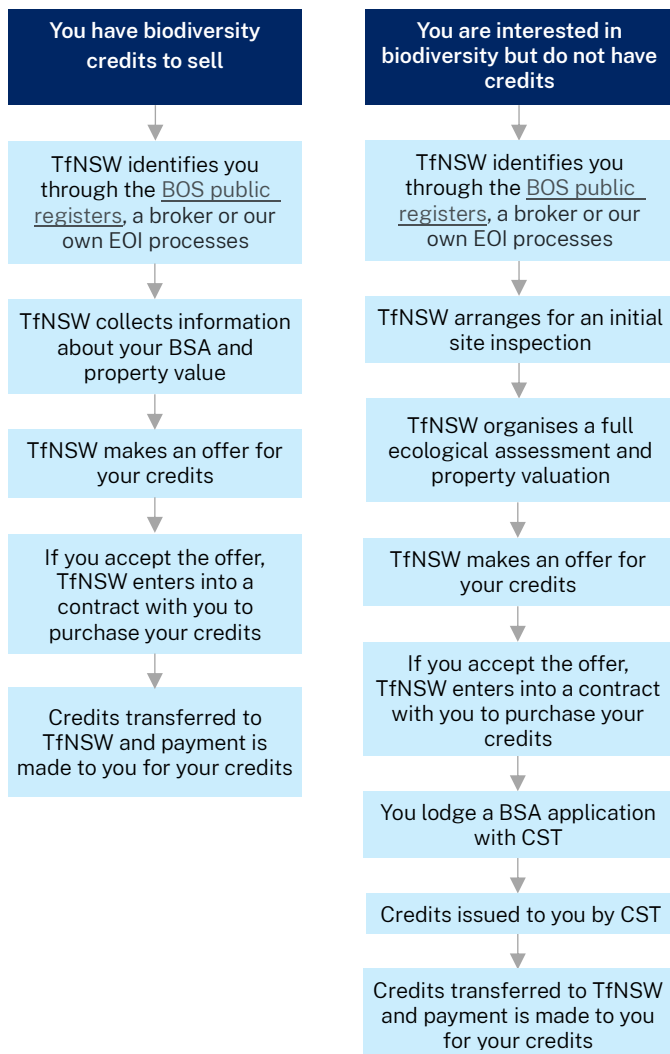 You have biodiversity
credits to sell
TfNSW identifies you
through the BOS public
registers, a broker or our
own EOI processes
TfNSW collects information
about your BSA and
property value
TfNSW makes an offer for
your credits
If you accept the offer,
TfNSW enters into a
contract with you to
purchase your credits
Credits transferred to
TfNSW and payment is
made to you for your credits
You are interested in
biodiversity but do not have
credits
TfNSW identifies you
through the BOS public
registers, a broker or our
own EOI processes
TfNSW arranges for an initial
site inspection
TfNSW organises a full
ecological assessment and
property valuation
TfNSW makes an offer for
your credits
If you accept the offer,
TfNSW enters into a contract
with you to purchase your
credits
You lodge a BSA application
with CST
Credits issued to you by CST
Credits transferred to TfNSW
and payment is made to you
for your credits